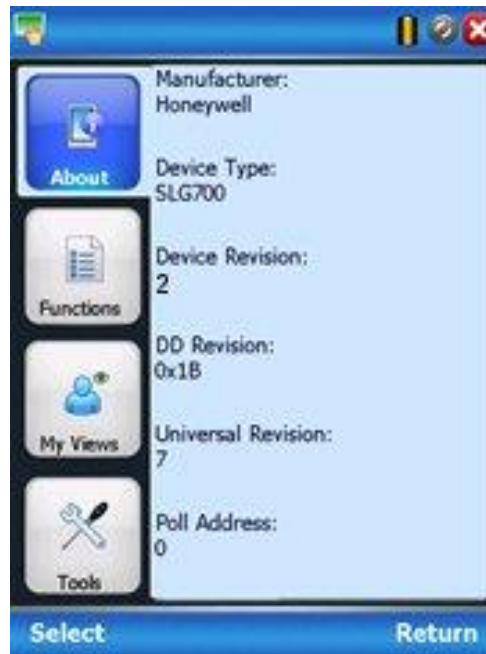 Manufacturer:
Honeywell
About
Device Type:
SLG700
Device Revision:
2
Functions
DD Revision:
0x1B
My Views
Universal Revision:
7
Poll Address:
0
Tools
Select
Return